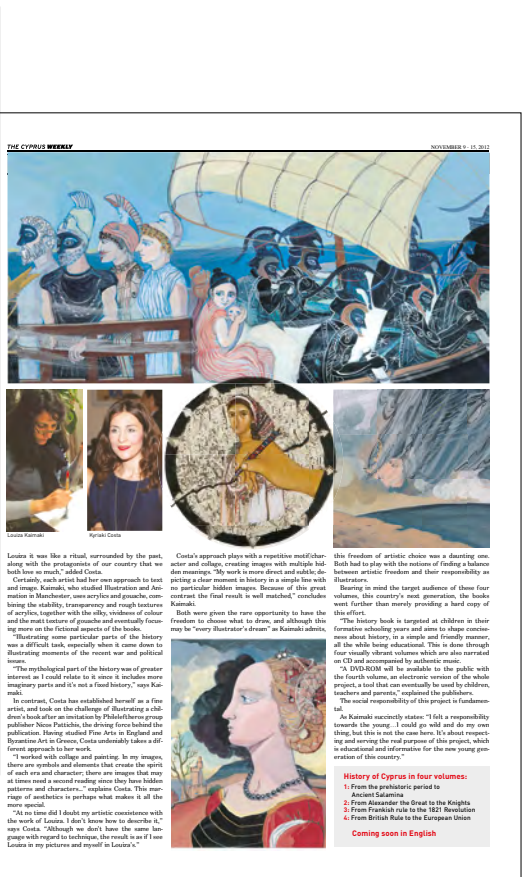 THE CYPRUS WEEKLY
NOVEMBER 9 - 15, 2012
Louiza Kaimaki
Kyriaki Costa
Louiza it was like a ritual, surrounded by the past,
along with the protagonists of our country that we
both love so much,” added Costa.
Certainly, each artist had her own approach to text
and image. Kaimaki, who studied Illustration and Ani-
mation in Manchester, uses acrylics and gouache, com-
bining the stability, transparency and rough textures
of acrylics, together with the silky, vividness of colour
and the matt texture of gouache and eventually focus-
ing more on the fictional aspects of the books.
“Illustrating some particular parts of the history
was a difficult task, especially when it came down to
illustrating moments of the recent war and political
issues.
“The mythological part of the history was of greater
interest as I could relate to it since it includes more
imaginary parts and it’s not a fixed history,” says Kai-
maki.
In contrast, Costa has established herself as a fine
artist, and took on the challenge of illustrating a chil-
dren’s book after an invitation by Phileleftheros group
publisher Nicos Pattichis, the driving force behind the
publication. Having studied Fine Arts in England and
Byzantine Art in Greece, Costa undeniably takes a dif-
ferent approach to her work.
“I worked with collage and painting. In my images,
there are symbols and elements that create the spirit
of each era and character; there are images that may
at times need a second reading since they have hidden
patterns and characters...” explains Costa. This mar-
riage of aesthetics is perhaps what makes it all the
more special.
“At no time did I doubt my artistic coexistence with
the work of Louiza. I don’t know how to describe it,”
says Costa. “Although we don’t have the same lan-
guage with regard to technique, the result is as if I see
Louiza in my pictures and myself in Louiza’s.”
Costa’s approach plays with a repetitive motif/char-
acter and collage, creating images with multiple hid-
den meanings. “My work is more direct and subtle; de-
picting a clear moment in history in a simple line with
no particular hidden images. Because of this great
contrast the final result is well matched,” concludes
Kaimaki.
Both were given the rare opportunity to have the
freedom to choose what to draw, and although this
may be “every illustrator’s dream” as Kaimaki admits,
this freedom of artistic choice was a daunting one.
Both had to play with the notions of finding a balance
between artistic freedom and their responsibility as
illustrators.
Bearing in mind the target audience of these four
volumes, this country’s next generation, the books
went further than merely providing a hard copy of
this effort.
“The history book is targeted at children in their
formative schooling years and aims to shape concise-
ness about history, in a simple and friendly manner,
all the while being educational. This is done through
four visually vibrant volumes which are also narrated
on CD and accompanied by authentic music.
“A DVD-ROM will be available to the public with
the fourth volume, an electronic version of the whole
project, a tool that can eventually be used by children,
teachers and parents,” explained the publishers.
The social responsibility of this project is fundamen-
tal.
As Kaimaki succinctly states: “I felt a responsibility
towards the young...I could go wild and do my own
thing, but this is not the case here. It’s about respect-
ing and serving the real purpose of this project, which
is educational and informative for the new young gen-
eration of this country.”
History of Cyprus in four volumes:
1: From the prehistoric period to
Ancient Salamina
2: From Alexander the Great to the Knights
3: From Frankish rule to the 1821 Revolution
4: From British Rule to the European Union
Coming soon in English